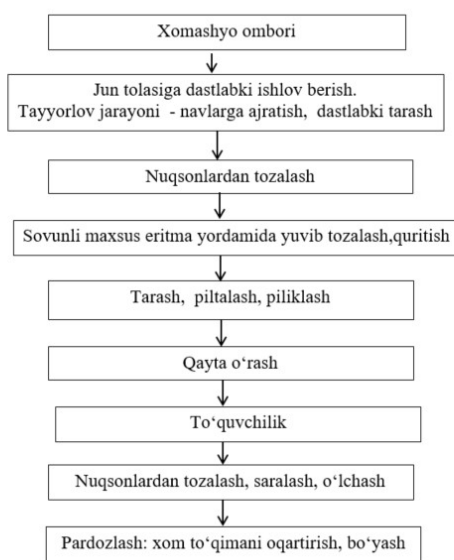 Xomashyo ombori
Jun tolasiga dastlabki ishlov berish.
Tayyorlov jarayoni - navlarga ajratish, dastlabki tarash
Nuqsonlardan tozalash
Sovunli maxsus eritma yordamida yuvib tozalash,quritish
Tarash, piltalash, piliklash
Qayta o‘rash
To‘quvchilik
Nuqsonlardan tozalash, saralash, o‘lchash
Pardozlash: xom to‘qimani oqartirish, bo‘yash